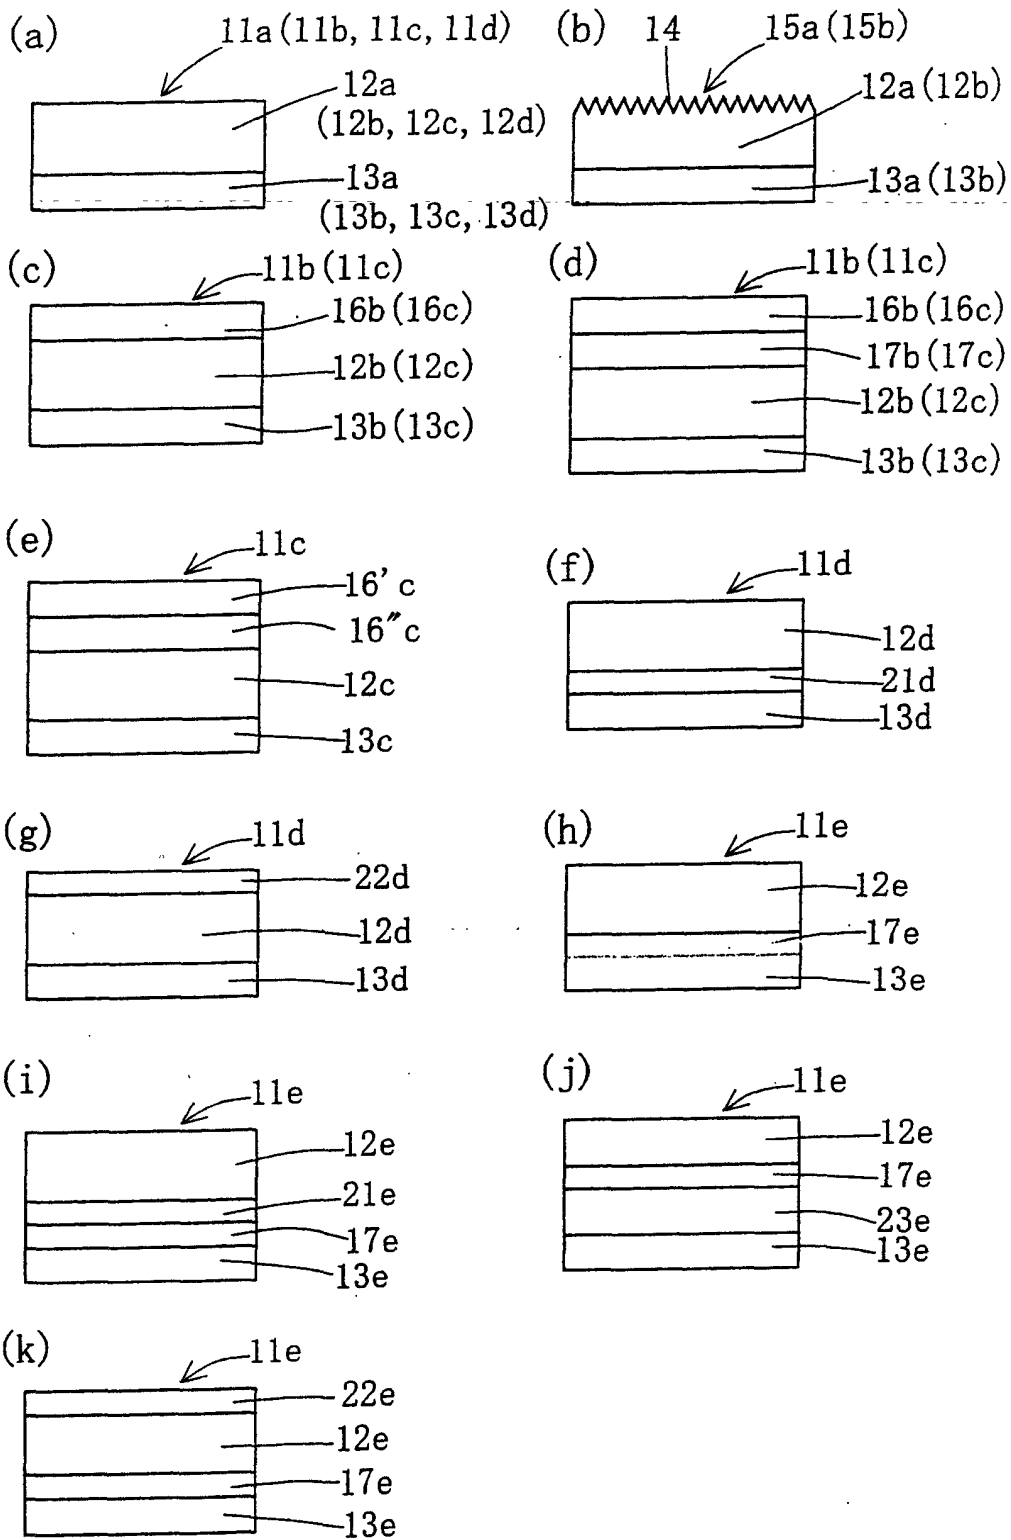 (a)
11a(11b, 11c, 11d)
12a
(12b, 12c, 12d)
13a
(13b, 13c, 13d)
(b)
14
15a(15b)
12a(12b)
13a(13b)
(c)
11b(11c)
16b(16c)
12b(12c)
13b(13c)
(d)
11b(11c)
16b(16c)
17b(17c)
12b(12c)
13b(13c)
(e)
11c
16'c
16"c
12c
13c
(f)
11d
12d
21d
13d
(g)
11d
22d
12d
13d
(h)
11e
12e
17e
13e
(i)
11e
12e
21e
17e
13e
(j)
11e
12e
17e
23e
13e
(k)
11e
22e
12e
17e
13e